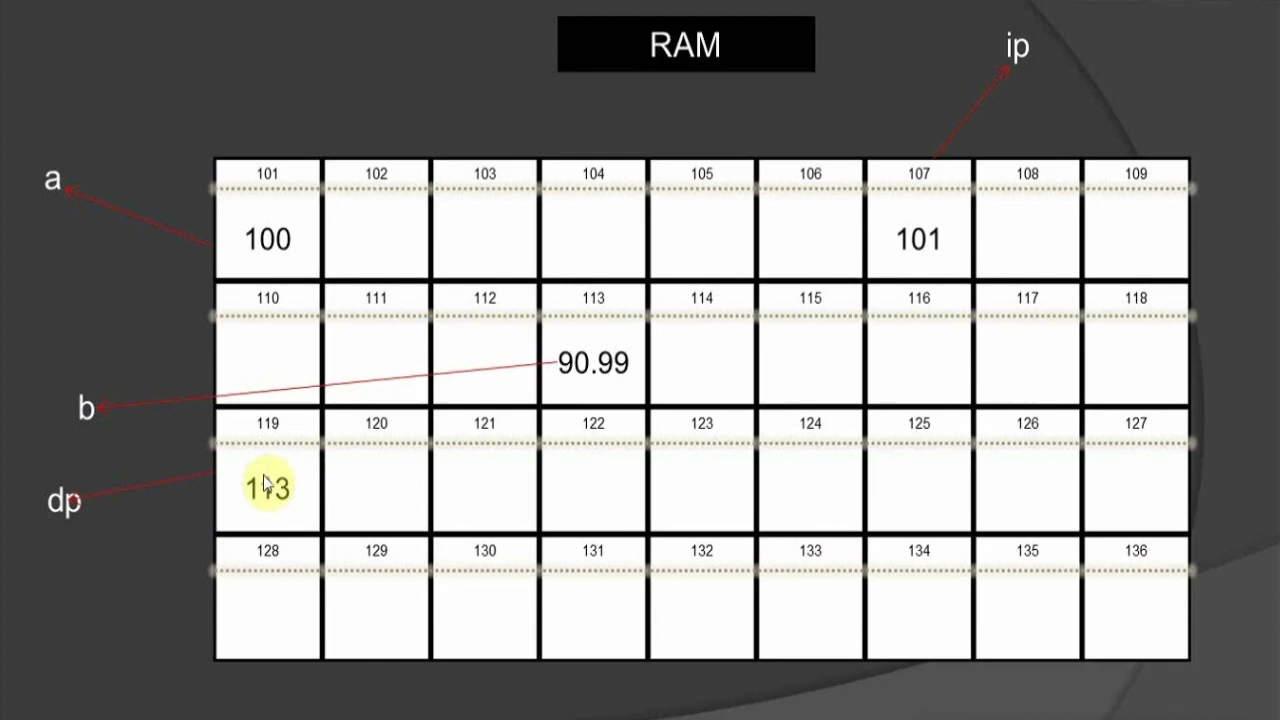 RAM
ip
a
101 102 103 104 105 106 107 108 109
100 101
110 111 112 113 114 115 116 117 118
90.99
b
119 120 121 122 123 124 125 126 127
113
dp
128 129 130 131 132 133 134 135 136